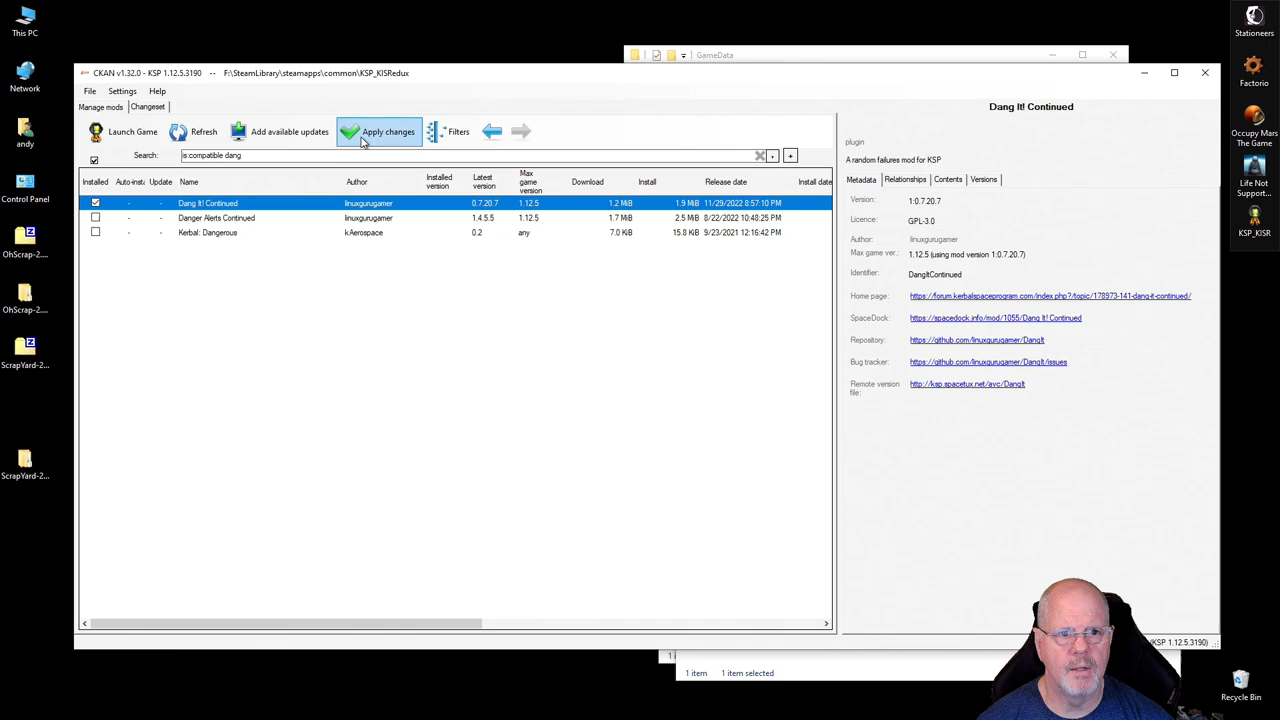 This PC
Network
andy
Control Panel
OhScrap-2....
OhScrap-2....
ScrapYard-2...
ScrapYard-2...
GameData
CKAN v1.32.0 - KSP 1.12.5.3190 -- F:\SteamLibrary\steamapps\common\KSP_KISRedux
File Settings Help
Manage mods Changeset
Launch Game Refresh Add available updates Apply changes Filters
Search: is:compatible dang
Installed Auto-insta Update Name Author Installed version Latest version Max game version Download Install Release date Install date
- - Dang It! Continued linuxgurugamer 0.7.20.7 1.12.5 1.2 MiB 1.9 MiB 11/29/2022 8:57:10 PM
- - Danger Alerts Continued linuxgurugamer 1.4.5.5 1.12.5 1.7 MiB 2.5 MiB 8/22/2022 10:48:25 PM
- - Kerbal: Dangerous kAerospace 0.2 any 7.0 KiB 15.8 KiB 9/23/2021 12:16:42 PM
Dang It! Continued
plugin
A random failures mod for KSP
Metadata Relationships Contents Versions
Version: 1:0.7.20.7
Licence: GPL-3.0
Author: linuxgurugamer
Max game ver.: 1.12.5 (using mod version 1:0.7.20.7)
Identifier: DangItContinued
Home page: https://forum.kerbalspaceprogram.com/index.php?/topic/178973-141-dang-it-continued/
SpaceDock: https://spacedock.info/mod/1055/Dang It! Continued
Repository: https://github.com/linuxgurugamer/DangIt
Bug tracker: https://github.com/linuxgurugamer/DangIt/issues
Remote version file: http://ksp.spacetux.net/avc/DangIt
(KSP 1.12.5.3190)
1 item 1 item selected
Stationeers
Factorio
Occupy Mars The Game
Life Not Support...
KSP_KISR
Recycle Bin